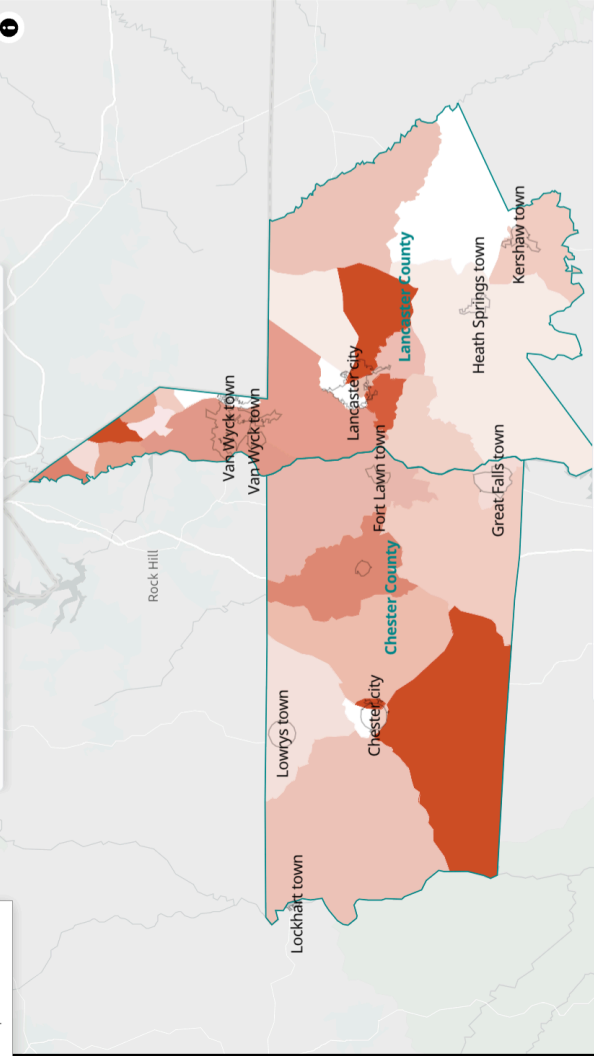 Rock Hill
Van Wyck town
Van Wyck town
Lancaster city
Lancaster County
Heath Springs town
Kershaw town
Fort Lawn town
Great Falls town
Chester County
Lowrys town
Chester city
Lockhart town